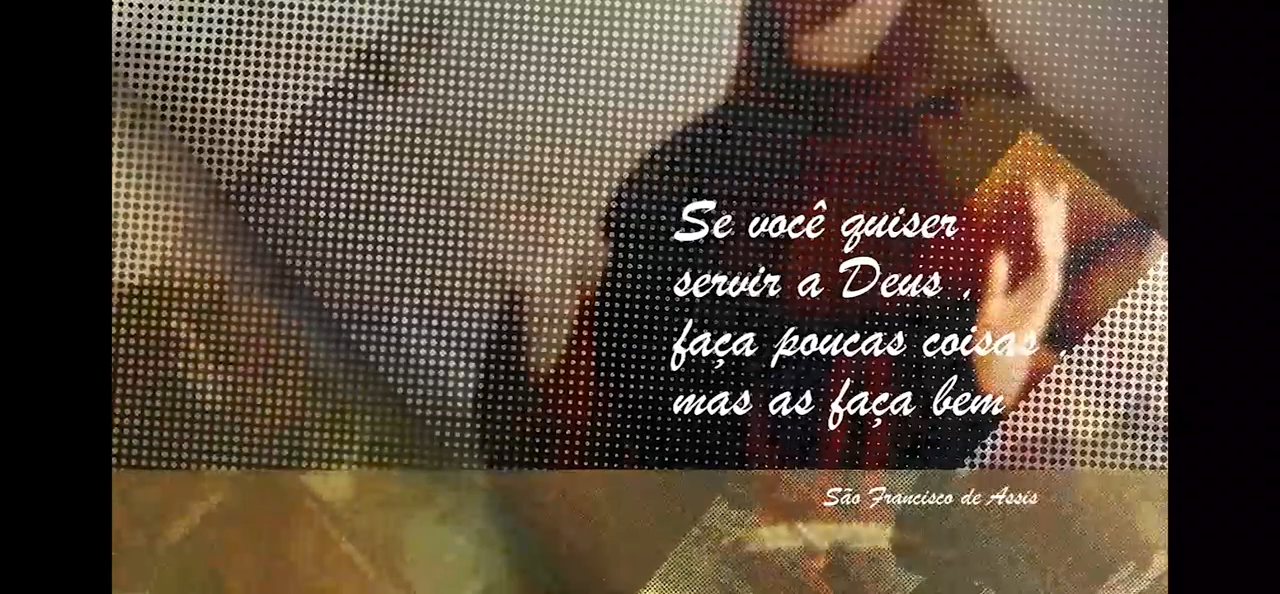 Se você quiser
servir a Deus ,
faça poucas coisas ,
mas as faça bem
São Francisco de Assis